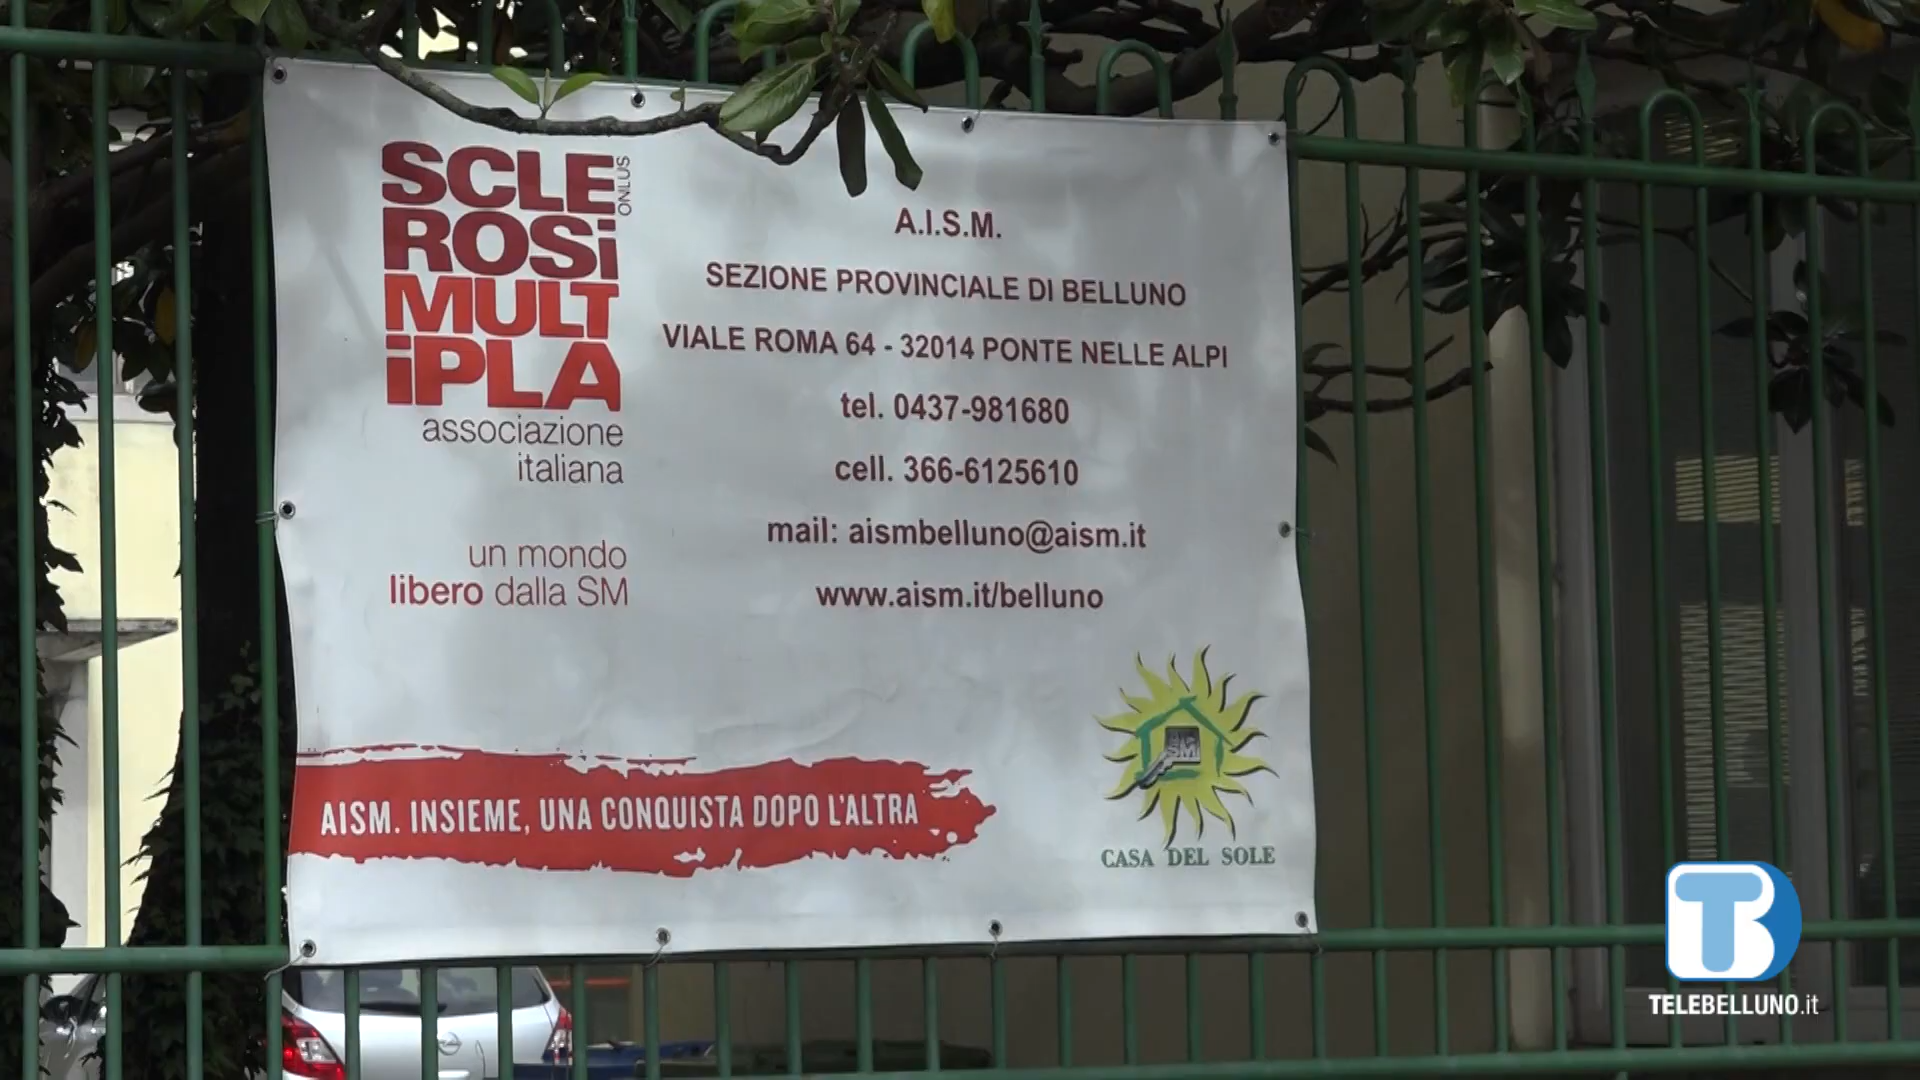 SCLE
ROSi
MULT
iPLA
ONLUS
associazione
italiana
un mondo
libero dalla SM
A.I.S.M.
SEZIONE PROVINCIALE DI BELLUNO
VIALE ROMA 64 - 32014 PONTE NELLE ALPI
tel. 0437-981680
cell. 366-6125610
mail: aismbelluno@aism.it
www.aism.it/belluno
AISM. INSIEME, UNA CONQUISTA DOPO L'ALTRA
SM
CASA DEL SOLE
TB
TELEBELLUNO.it